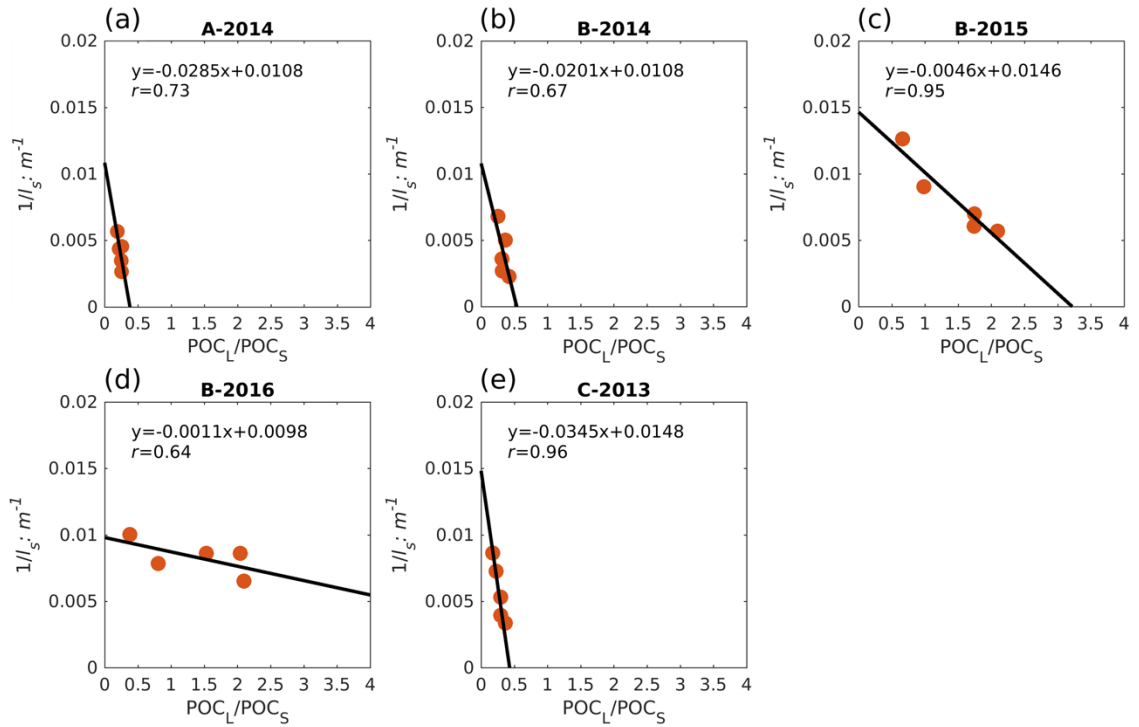 (a)
A-2014
y=-0.0285x+0.0108
r=0.73
0.02
0.015
0.01
0.005
0
1/l_s: m^-1
0 0.5 1 1.5 2 2.5 3 3.5 4
POC_L/POC_S
(b)
B-2014
y=-0.0201x+0.0108
r=0.67
0.02
0.015
0.01
0.005
0
1/l_s: m^-1
0 0.5 1 1.5 2 2.5 3 3.5 4
POC_L/POC_S
(c)
B-2015
y=-0.0046x+0.0146
r=0.95
0.02
0.015
0.01
0.005
0
1/l_s: m^-1
0 0.5 1 1.5 2 2.5 3 3.5 4
POC_L/POC_S
(d)
B-2016
y=-0.0011x+0.0098
r=0.64
0.02
0.015
0.01
0.005
0
1/l_s: m^-1
0 0.5 1 1.5 2 2.5 3 3.5 4
POC_L/POC_S
(e)
C-2013
y=-0.0345x+0.0148
r=0.96
0.02
0.015
0.01
0.005
0
1/l_s: m^-1
0 0.5 1 1.5 2 2.5 3 3.5 4
POC_L/POC_S